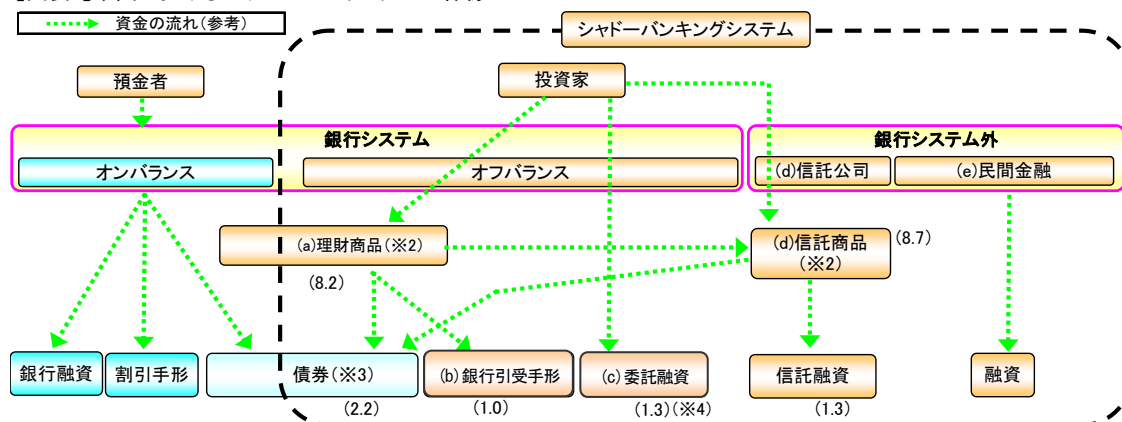 資金の流れ(参考)
シャドーバンキングシステム
預金者
投資家
銀行システム
銀行システム外
オンバランス
オフバランス
(d)信託公司
(e)民間金融
(a)理財商品(※2)
(d)信託商品
(※2)
(8.7)
(8.2)
銀行融資
割引手形
債券(※3)
(b)銀行引受手形
(c)委託融資
信託融資
融資
(2.2)
(1.0)
(1.3)(※4)
(1.3)